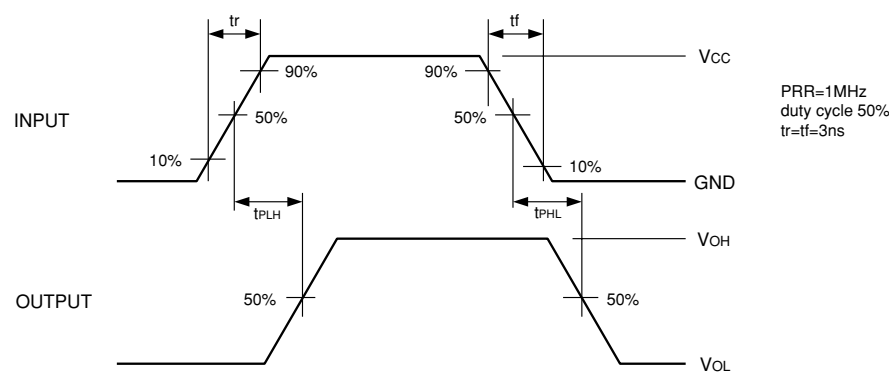 tr
tf
VCC
90%
90%
PRR=1MHz
duty cycle 50%
tr=tf=3ns
INPUT
50%
50%
10%
10%
GND
tPLH
tPHL
VOH
OUTPUT
50%
50%
VOL